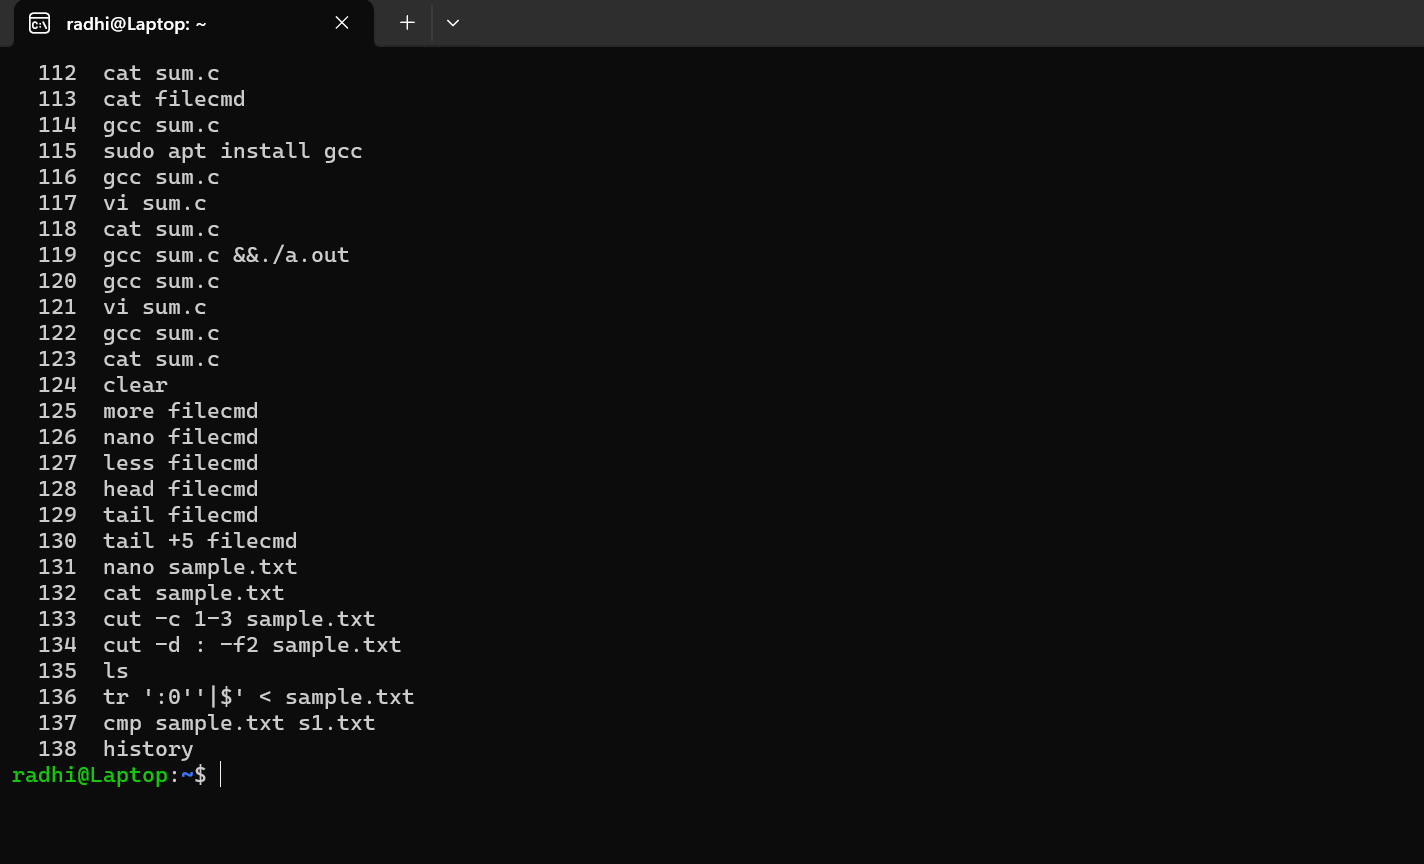 radhi@Laptop: ~
112 cat sum.c
113 cat filecmd
114 gcc sum.c
115 sudo apt install gcc
116 gcc sum.c
117 vi sum.c
118 cat sum.c
119 gcc sum.c &&./a.out
120 gcc sum.c
121 vi sum.c
122 gcc sum.c
123 cat sum.c
124 clear
125 more filecmd
126 nano filecmd
127 less filecmd
128 head filecmd
129 tail filecmd
130 tail +5 filecmd
131 nano sample.txt
132 cat sample.txt
133 cut -c 1-3 sample.txt
134 cut -d : -f2 sample.txt
135 ls
136 tr ':0''|$' < sample.txt
137 cmp sample.txt s1.txt
138 history
radhi@Laptop:~$